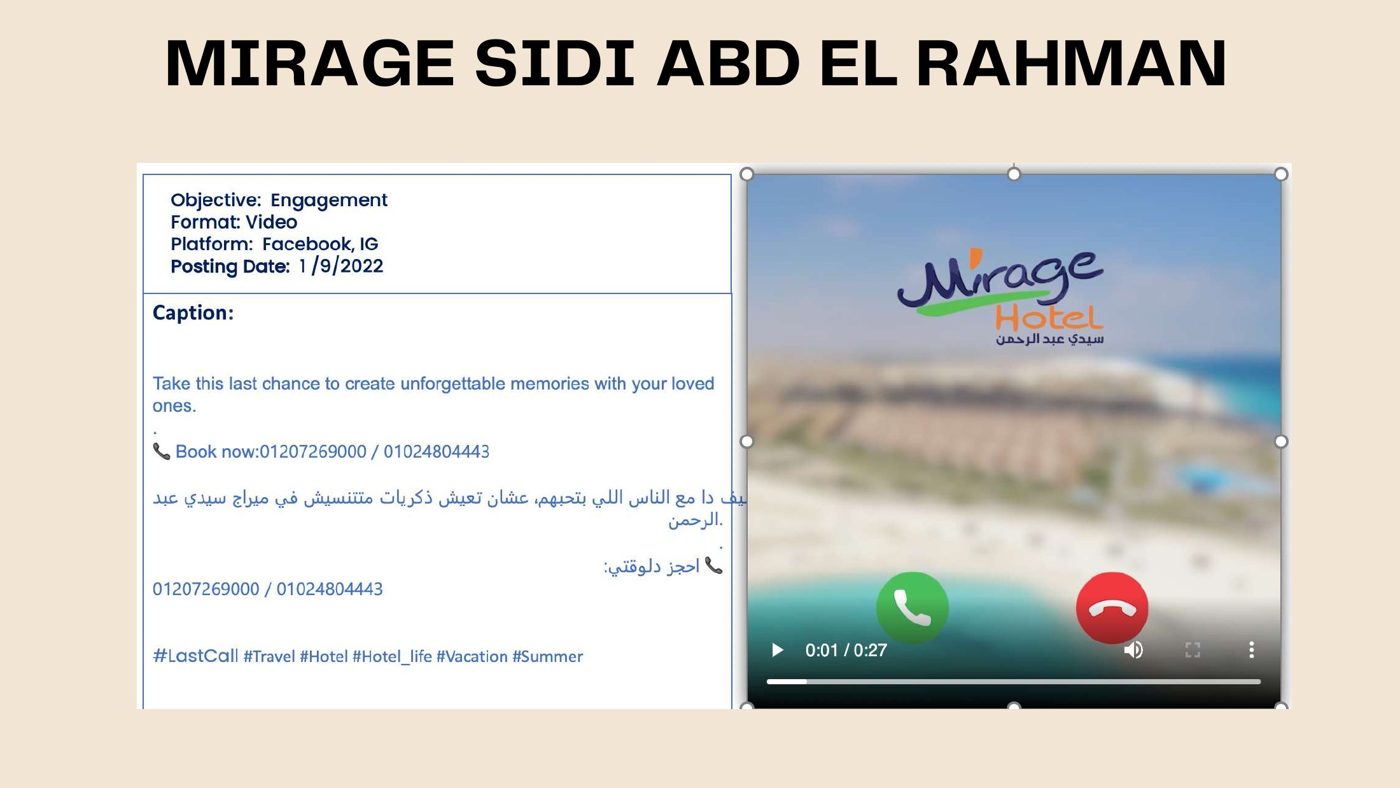 MIRAGE SIDI ABD EL RAHMAN
Objective: Engagement
Format: Video
Platform: Facebook, IG
Posting Date: 1 /9/2022
Caption:
Take this last chance to create unforgettable memories with your loved
ones.
.
📞 Book now:01207269000 / 01024804443
دا مع الناس اللي بتحبهم، عشان تعيش ذكريات متتنسيش في ميراج سيدي عبد
الرحمن.
.
📞 احجز دلوقتي:
01207269000 / 01024804443
#LastCall #Travel #Hotel #Hotel_life #Vacation #Summer
Mirage
Hotel
سيدي عبد الرحمن
0:01 / 0:27